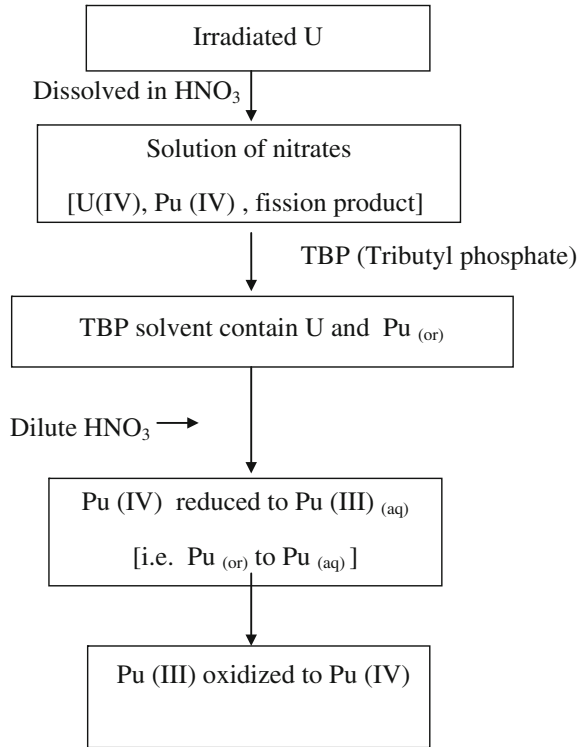 Irradiated U
Dissolved in HNO₃
Solution of nitrates
[U(IV), Pu (IV) , fission product]
TBP (Tributyl phosphate)
TBP solvent contain U and Pu (or)
Dilute HNO₃
Pu (IV) reduced to Pu (III) (aq)
[i.e. Pu (or) to Pu (aq) ]
Pu (III) oxidized to Pu (IV)